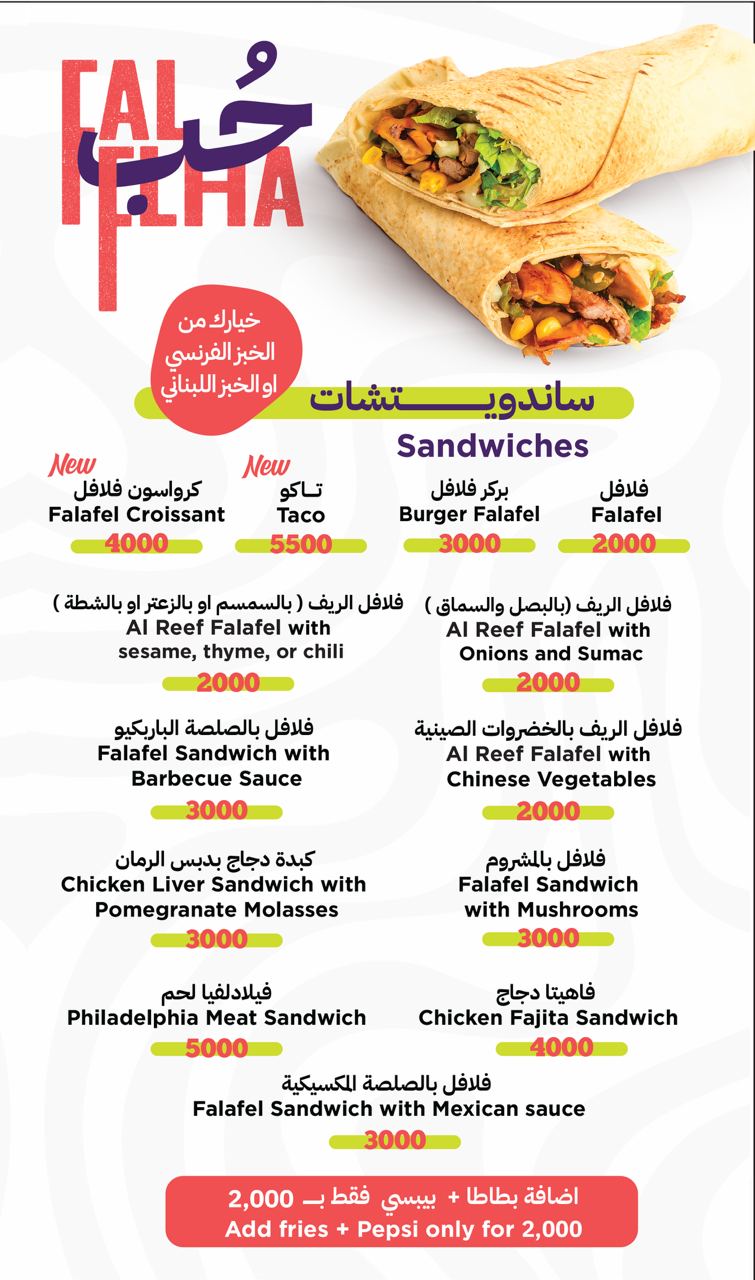 FAL
FELHA
حُب
خيارك من
الخبز الفرنسي
او الخبز اللبناني
ساندويـــــتشات
Sandwiches
فلافل
Falafel
2000
بركر فلافل
Burger Falafel
3000
New
تـاكو
Taco
5500
New
كرواسون فلافل
Falafel Croissant
4000
فلافل الريف (بالبصل والسماق )
Al Reef Falafel with
Onions and Sumac
2000
فلافل الريف ( بالسمسم او بالزعتر او بالشطة )
Al Reef Falafel with
sesame, thyme, or chili
2000
فلافل الريف بالخضروات الصينية
Al Reef Falafel with
Chinese Vegetables
2000
فلافل بالصلصة الباربكيو
Falafel Sandwich with
Barbecue Sauce
3000
فلافل بالمشروم
Falafel Sandwich
with Mushrooms
3000
كبدة دجاج بدبس الرمان
Chicken Liver Sandwich with
Pomegranate Molasses
3000
فاهيتا دجاج
Chicken Fajita Sandwich
4000
فيلادلفيا لحم
Philadelphia Meat Sandwich
5000
فلافل بالصلصة المكسيكية
Falafel Sandwich with Mexican sauce
3000
اضافة بطاطا + بيبسي فقط بـ 2,000
Add fries + Pepsi only for 2,000